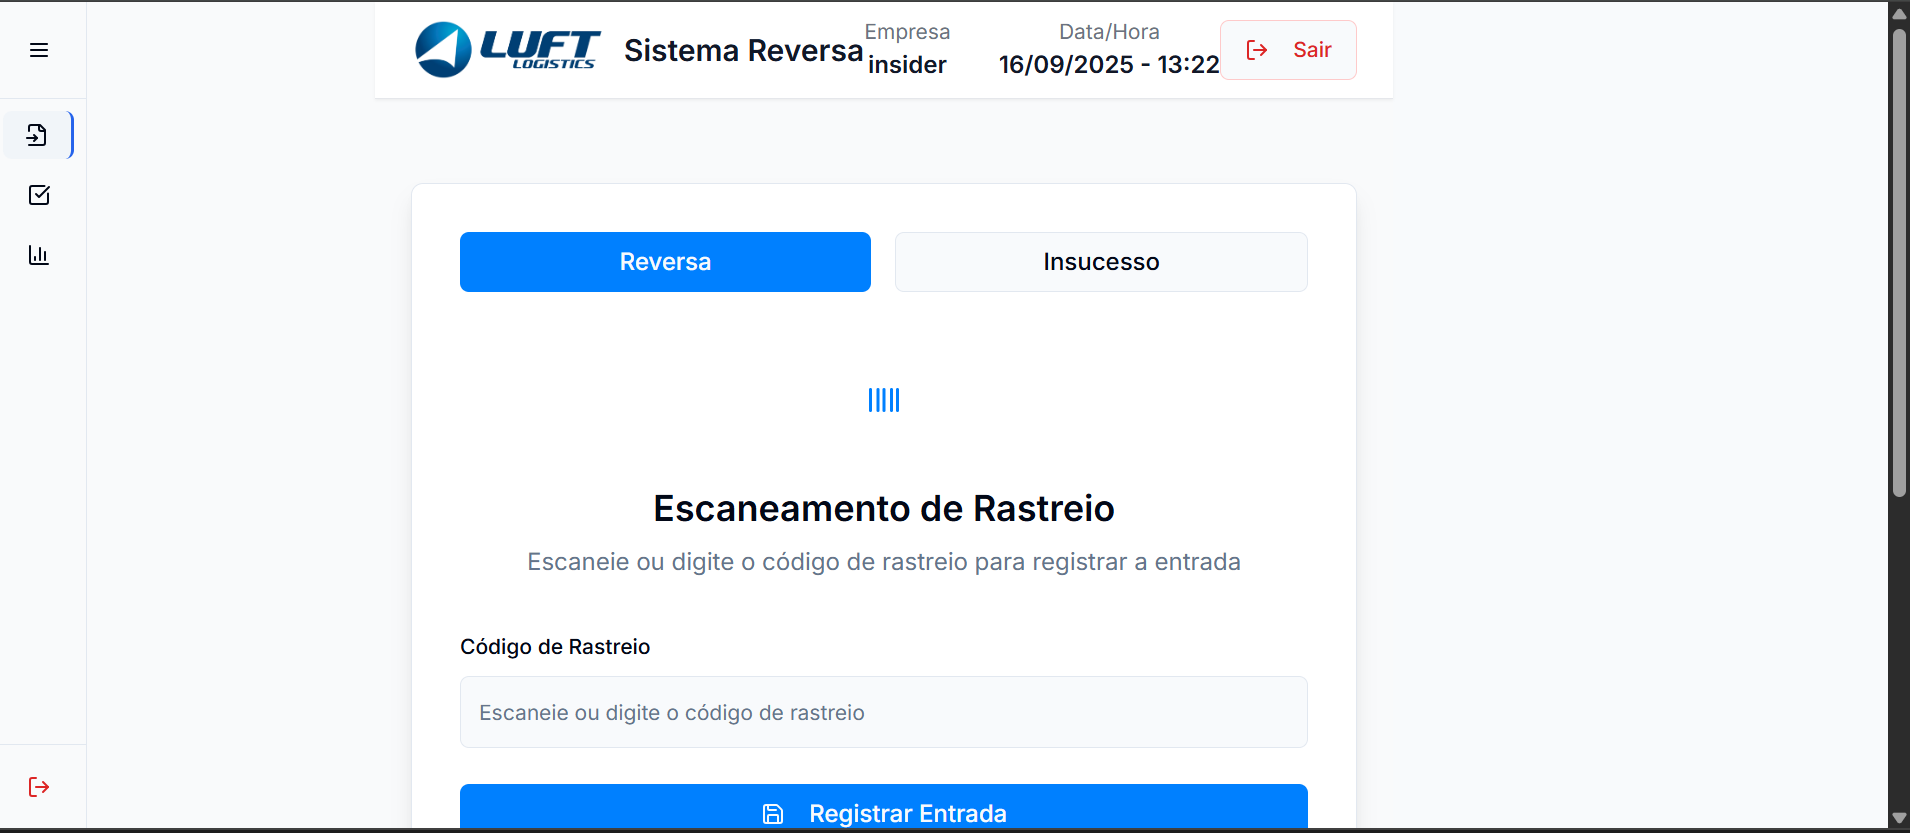 LUFT
LOGISTICS
Sistema Reversa
Empresa
insider
Data/Hora
16/09/2025 - 13:22
Sair
Reversa
Insucesso
Escaneamento de Rastreio
Escaneie ou digite o código de rastreio para registrar a entrada
Código de Rastreio
Escaneie ou digite o código de rastreio
Registrar Entrada